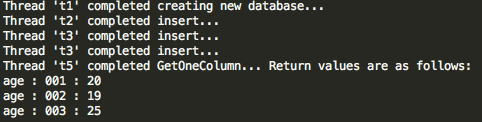 Thread 't1' completed creating new database...
Thread 't2' completed insert...
Thread 't3' completed insert...
Thread 't3' completed insert...
Thread 't5' completed GetOneColumn... Return values are as follows:
age : 001 : 20
age : 002 : 19
age : 003 : 25